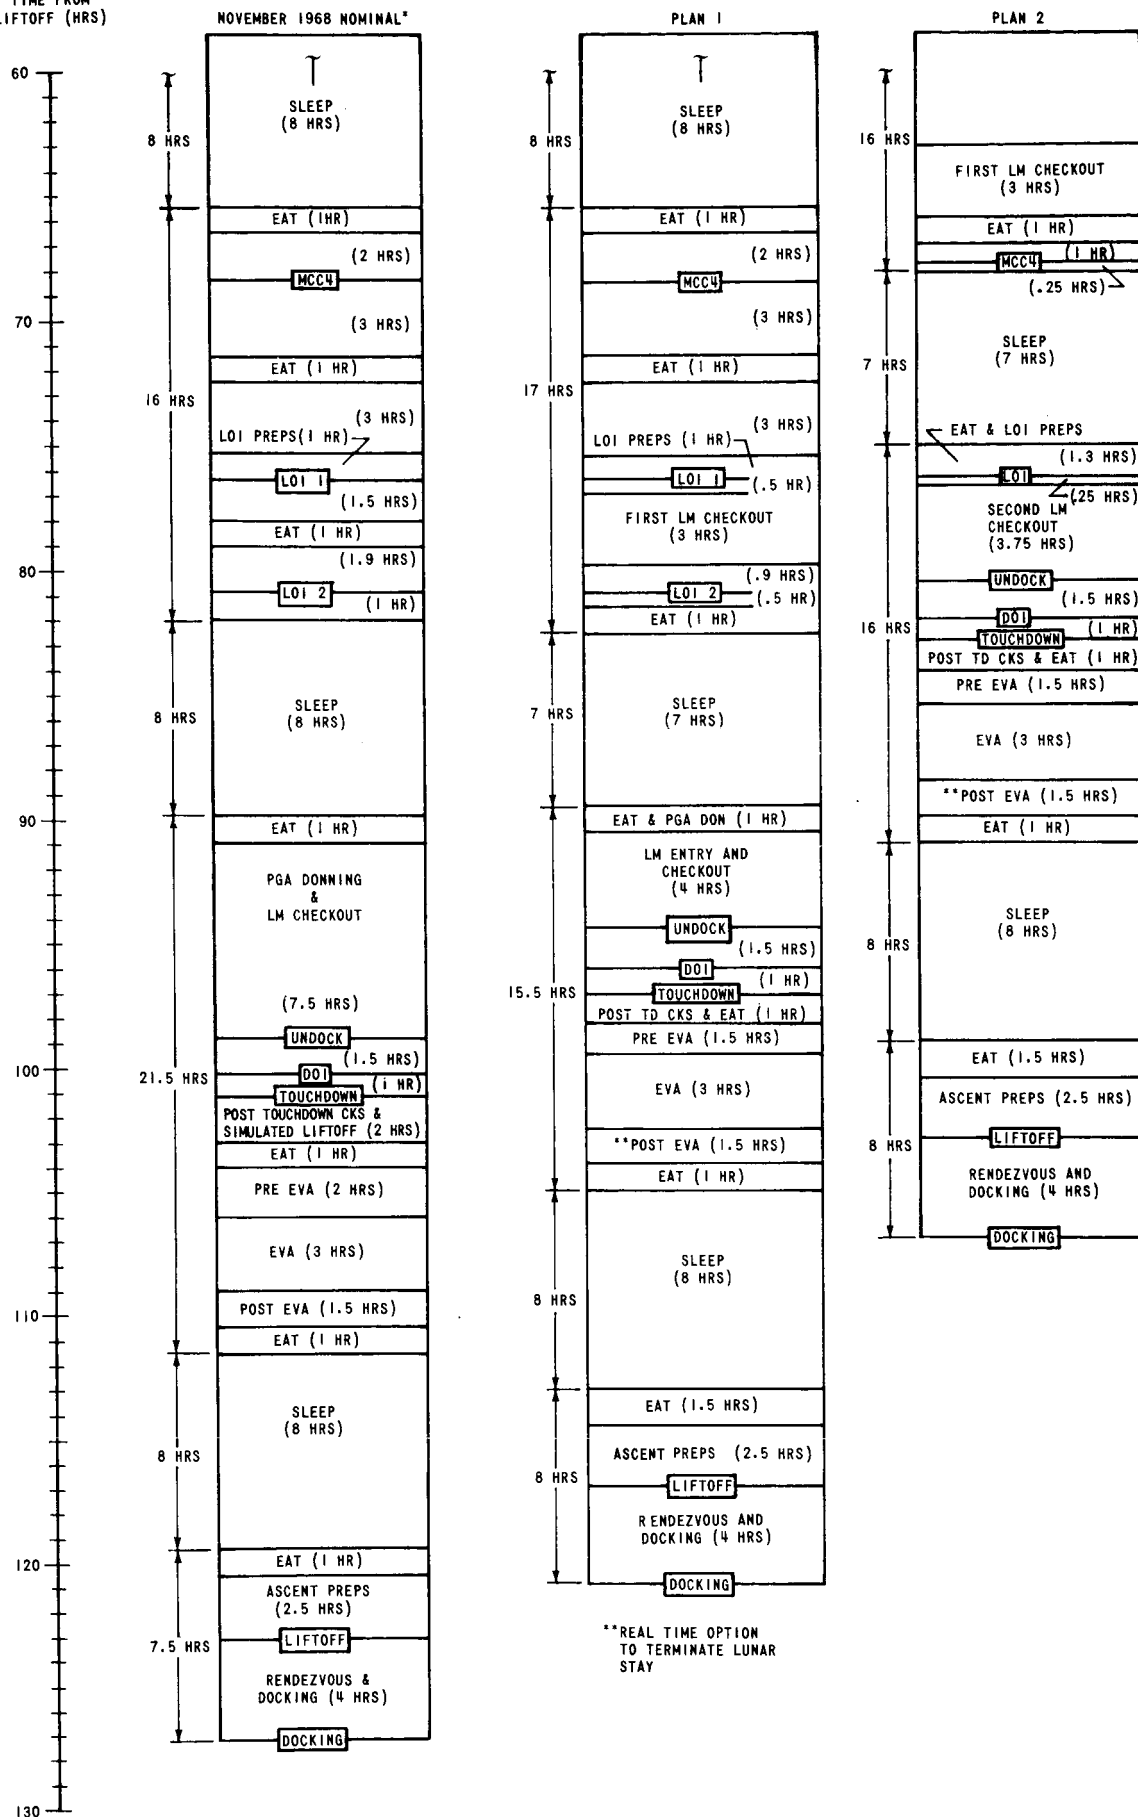 TIME FROM
LIFTOFF (HRS)
60
70
80
90
100
110
120
130
NOVEMBER 1968 NOMINAL*
8 HRS
16 HRS
8 HRS
21.5 HRS
8 HRS
7.5 HRS
SLEEP
(8 HRS)
EAT (1HR)
(2 HRS)
MCC4
(3 HRS)
EAT (1 HR)
(3 HRS)
LOI PREPS(1 HR)
LOI 1
(1.5 HRS)
EAT (1 HR)
(1.9 HRS)
LOI 2
(1 HR)
SLEEP
(8 HRS)
EAT (1 HR)
PGA DONNING
&
LM CHECKOUT
(7.5 HRS)
UNDOCK
(1.5 HRS)
DOI
(1 HR)
TOUCHDOWN
POST TOUCHDOWN CKS &
SIMULATED LIFTOFF (2 HRS)
EAT (1 HR)
PRE EVA (2 HRS)
EVA (3 HRS)
POST EVA (1.5 HRS)
EAT (1 HR)
SLEEP
(8 HRS)
EAT (1 HR)
ASCENT PREPS
(2.5 HRS)
LIFTOFF
RENDEZVOUS &
DOCKING (4 HRS)
DOCKING
PLAN 1
8 HRS
17 HRS
7 HRS
15.5 HRS
8 HRS
8 HRS
SLEEP
(8 HRS)
EAT (1 HR)
(2 HRS)
MCC4
(3 HRS)
EAT (1 HR)
(3 HRS)
LOI PREPS (1 HR)
LOI 1
(.5 HR)
FIRST LM CHECKOUT
(3 HRS)
(.9 HRS)
LOI 2
(.5 HR)
EAT (1 HR)
SLEEP
(7 HRS)
EAT & PGA DON (1 HR)
LM ENTRY AND
CHECKOUT
(4 HRS)
UNDOCK
(1.5 HRS)
DOI
(1 HR)
TOUCHDOWN
POST TD CKS & EAT (1 HR)
PRE EVA (1.5 HRS)
EVA (3 HRS)
**POST EVA (1.5 HRS)
EAT (1 HR)
SLEEP
(8 HRS)
EAT (1.5 HRS)
ASCENT PREPS (2.5 HRS)
LIFTOFF
RENDEZVOUS AND
DOCKING (4 HRS)
DOCKING
**REAL TIME OPTION
TO TERMINATE LUNAR
STAY
PLAN 2
16 HRS
7 HRS
16 HRS
8 HRS
8 HRS
FIRST LM CHECKOUT
(3 HRS)
EAT (1 HR)
(1 HR)
MCC4
(.25 HRS)
SLEEP
(7 HRS)
EAT & LOI PREPS
(1.3 HRS)
LOI
(.25 HRS)
SECOND LM
CHECKOUT
(3.75 HRS)
UNDOCK
(1.5 HRS)
DOI
(1 HR)
TOUCHDOWN
POST TD CKS & EAT (1 HR)
PRE EVA (1.5 HRS)
EVA (3 HRS)
**POST EVA (1.5 HRS)
EAT (1 HR)
SLEEP
(8 HRS)
EAT (1.5 HRS)
ASCENT PREPS (2.5 HRS)
LIFTOFF
RENDEZVOUS AND
DOCKING (4 HRS)
DOCKING